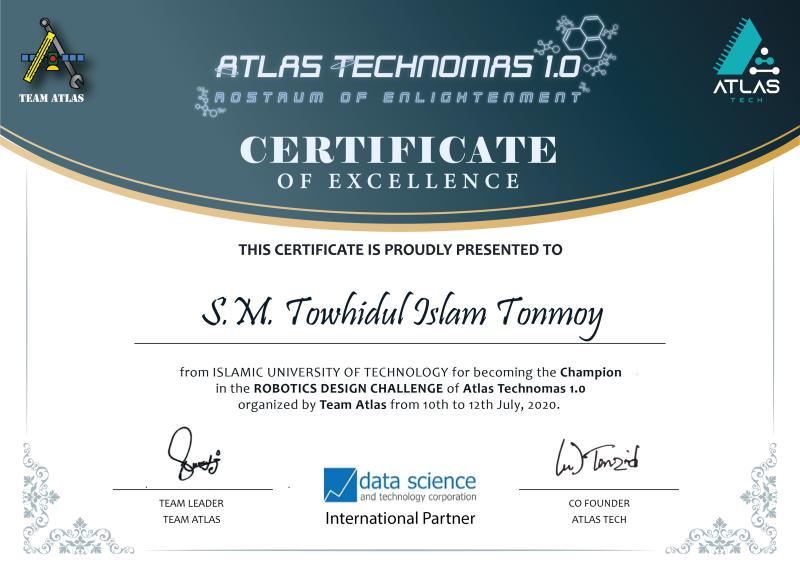 TEAM ATLAS
ATLAS TECHNOMAS 1.0
ROSTRUM OF ENLIGHTENMENT
ATLAS
TECH
CERTIFICATE
OF EXCELLENCE
THIS CERTIFICATE IS PROUDLY PRESENTED TO
S.M. Towhidul Islam Tonmoy
from ISLAMIC UNIVERSITY OF TECHNOLOGY for becoming the Champion
in the ROBOTICS DESIGN CHALLENGE of Atlas Technomas 1.0
organized by Team Atlas from 10th to 12th July, 2020.
TEAM LEADER
TEAM ATLAS
data science
and technology corporation
International Partner
CO FOUNDER
ATLAS TECH